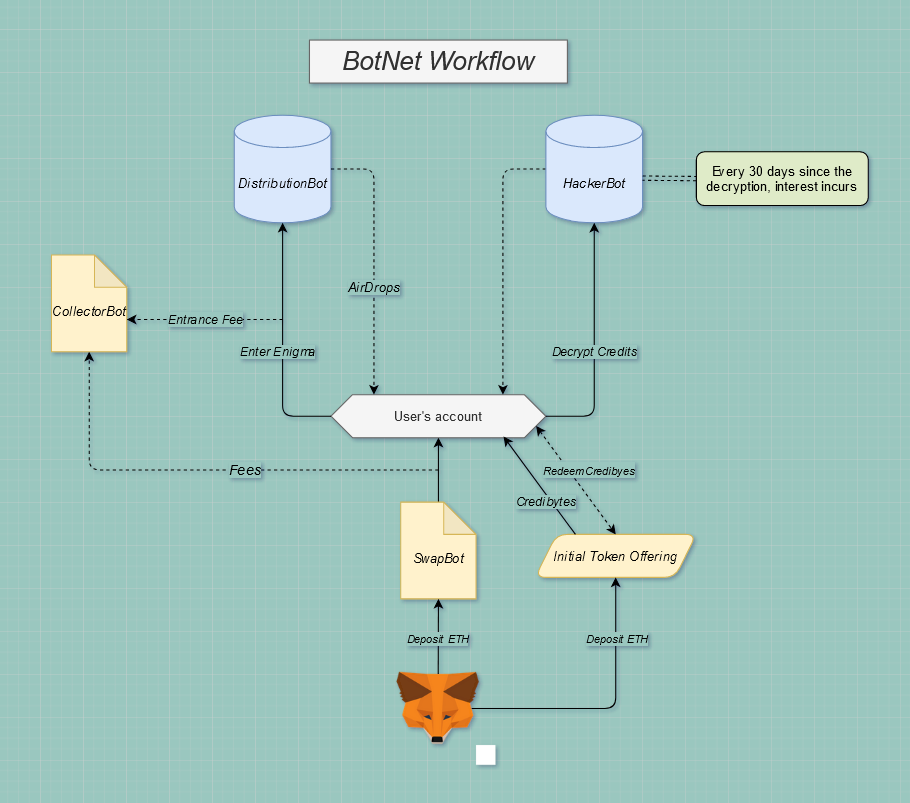 BotNet Workflow
DistributionBot
HackerBot
Every 30 days since the
decryption, interest incurs
AirDrops
CollectorBot
Entrance Fee
Enter Enigma
Decrypt Credits
User's account
Fees
RedeemCredibyes
Credibytes
SwapBot
Initial Token Offering
Deposit ETH
Deposit ETH